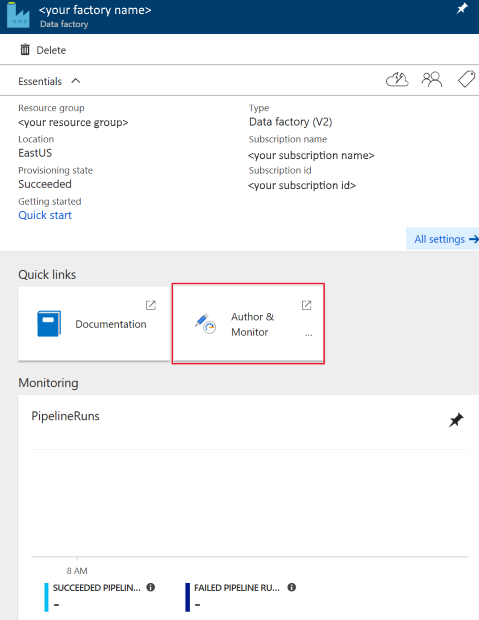 <your factory name>
Data factory
Delete
Essentials
Resource group
<your resource group>
Type
Data factory (V2)
Location
EastUS
Subscription name
<your subscription name>
Provisioning state
Succeeded
Subscription id
<your subscription id>
Getting started
Quick start
All settings
Quick links
Documentation
Author &
Monitor
...
Monitoring
PipelineRuns
8 AM
SUCCEEDED PIPELIN...
-
FAILED PIPELINE RU...
-